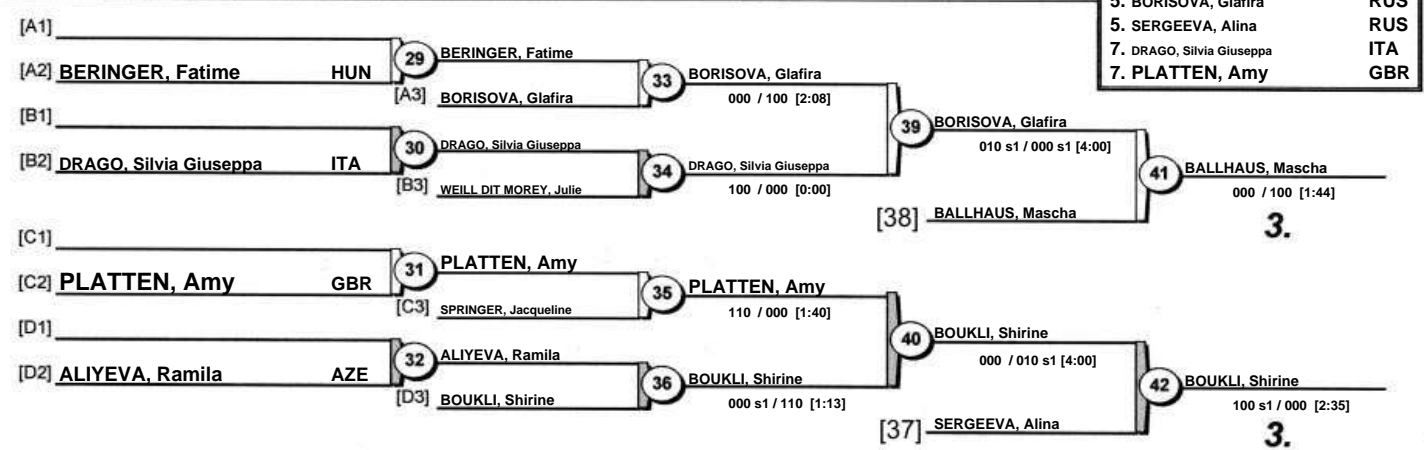 5. BORISOVA, Glafira RUS
5. SERGEEVA, Alina RUS
7. DRAGO, Silvia Giuseppa ITA
7. PLATTEN, Amy GBR
[A1]
[A2] BERINGER, Fatime HUN
29
BERINGER, Fatime
[A3] BORISOVA, Glafira
33
BORISOVA, Glafira
000 / 100 [2:08]
[B1]
[B2] DRAGO, Silvia Giuseppa ITA
30
DRAGO, Silvia Giuseppa
[B3] WEILL DIT MOREY, Julie
34
DRAGO, Silvia Giuseppa
100 / 000 [0:00]
39
BORISOVA, Glafira
010 s1 / 000 s1 [4:00]
[38] BALLHAUS, Mascha
41
BALLHAUS, Mascha
000 / 100 [1:44]
3.
[C1]
[C2] PLATTEN, Amy GBR
31
PLATTEN, Amy
[C3] SPRINGER, Jacqueline
35
PLATTEN, Amy
110 / 000 [1:40]
[D1]
[D2] ALIYEVA, Ramila AZE
32
ALIYEVA, Ramila
[D3] BOUKLI, Shirine
36
BOUKLI, Shirine
000 s1 / 110 [1:13]
40
BOUKLI, Shirine
000 / 010 s1 [4:00]
[37] SERGEEVA, Alina
42
BOUKLI, Shirine
100 s1 / 000 [2:35]
3.